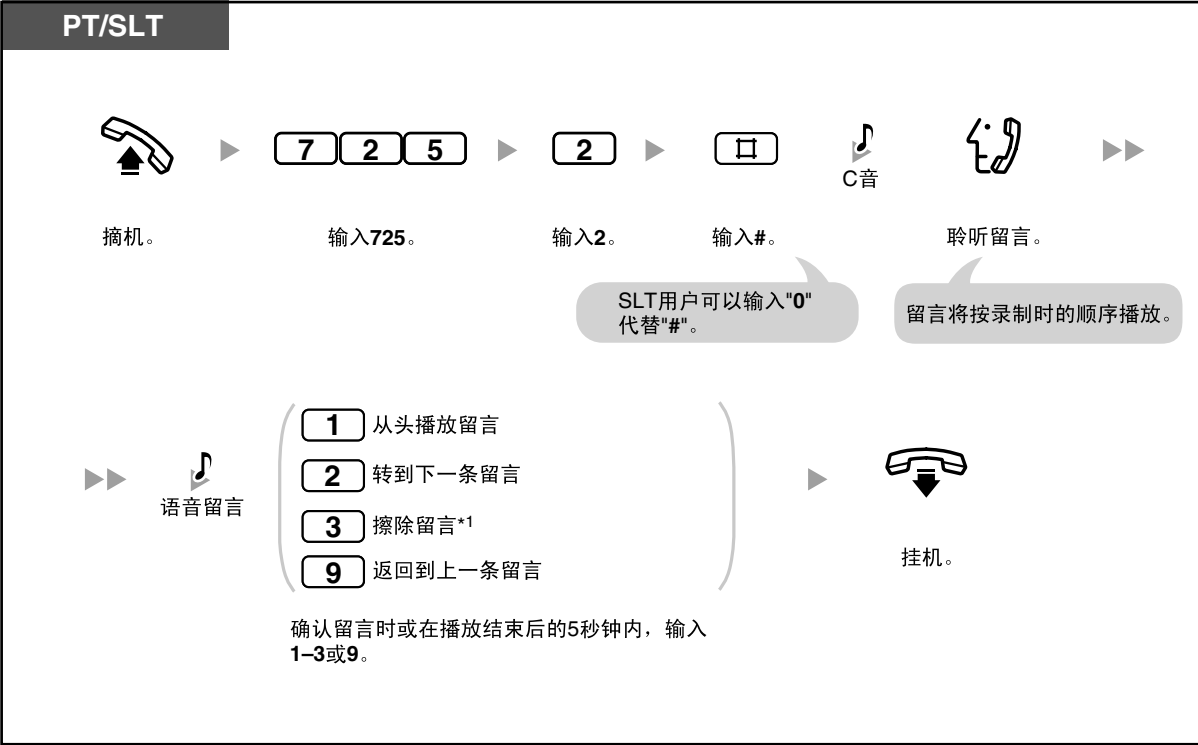 PT/SLT
7 2 5
2
C音
摘机。
输入725。
输入2。
输入#。
聆听留言。
SLT用户可以输入"0"
代替"#"。
留言将按录制时的顺序播放。
1 从头播放留言
2 转到下一条留言
3 擦除留言*1
9 返回到上一条留言
语音留言
挂机。
确认留言时或在播放结束后的5秒钟内，输入
1–3或9。